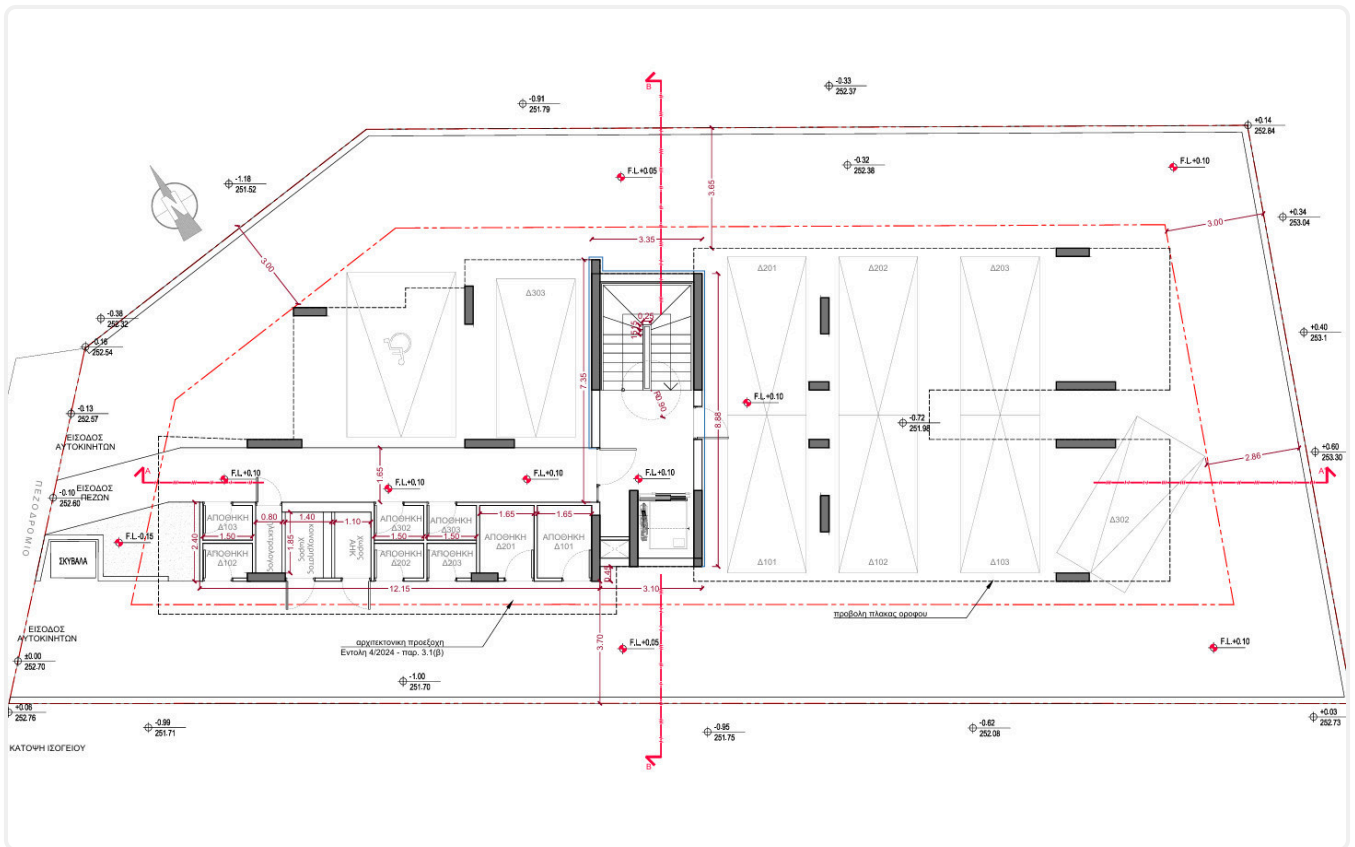 -0.33
252.37
-0.91
251.79
B
+0.14
252.84
-0.32
252.38
F.L.+0.05
F.L.+0.10
-1.18
251.52
3.65
+0.34
253.04
3.00
3.35
3.00
Δ201
Δ202
Δ203
Δ303
-0.38
252.32
0.25
-0.16
252.54
+0.40
253.1
7.35
R0.90
F.L.+0.10
-0.13
252.57
-0.72
251.98
ΕΙΣΟΔΟΣ
ΑΥΤΟΚΙΝΗΤΩΝ
8.88
+0.60
253.30
2.86
A
F.L.+0.10
1.65
F.L.+0.10
F.L.+0.10
F.L.+0.10
A
ΠΕΖΟΔΡΟΜΙΟ
ΕΙΣΟΔΟΣ
ΠΕΖΩΝ
-0.10
252.60
F.L.-0.15
ΑΠΟΘΗΚΗ
Δ103
1.50
0.80
1.40
1.10
ΑΠΟΘΗΚΗ
Δ302
1.50
ΑΠΟΘΗΚΗ
Δ303
1.50
1.65
1.65
Δ302
2.40
1.85
Χώρος
ΑΗΚ
ΑΠΟΘΗΚΗ
Δ201
ΑΠΟΘΗΚΗ
Δ101
ΑΠΟΘΗΚΗ
Δ102
ΑΠΟΘΗΚΗ
Δ202
ΑΠΟΘΗΚΗ
Δ203
ΣΚΥΒΑΛΑ
Δ101
Δ102
Δ103
0.45
12.15
3.10
προβολη πλακας οροφου
ΕΙΣΟΔΟΣ
ΑΥΤΟΚΙΝΗΤΩΝ
αρχιτεκτονικη προεξοχη
Εντολη 4/2024 - παρ. 3.1(β)
3.70
F.L.+0.05
F.L.+0.10
±0.00
252.70
-1.00
251.70
+0.06
252.76
-0.99
251.71
-0.95
251.75
-0.62
252.08
+0.03
252.73
ΚΑΤΟΨΗ ΙΣΟΓΕΙΟΥ
B